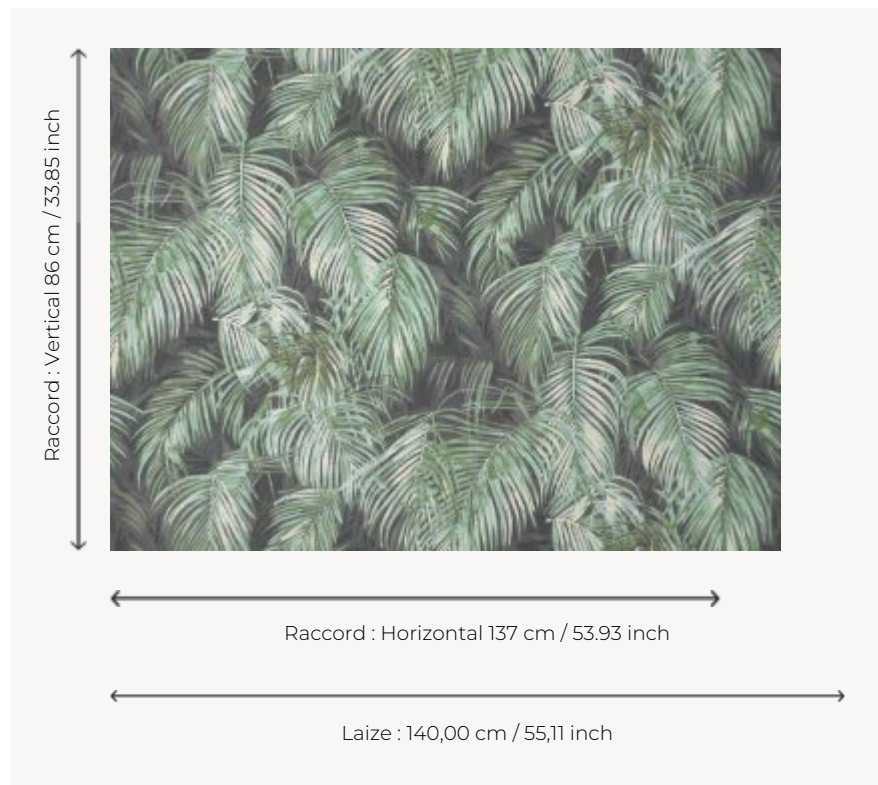 Raccord : Vertical 86 cm / 33.85 inch
Raccord : Horizontal 137 cm / 53.93 inch
Laize : 140,00 cm / 55,11 inch